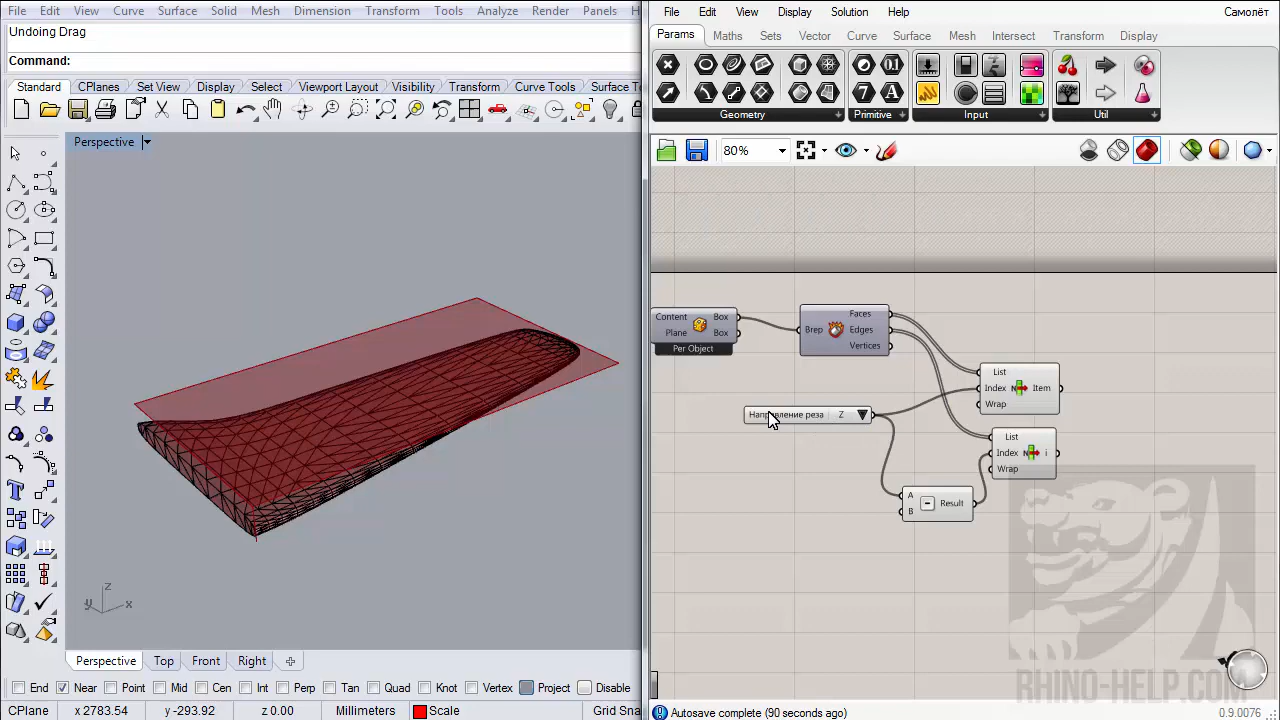 File Edit View Curve Surface Solid Mesh Dimension Transform Tools Analyze Render Panels
Undoing Drag
Command:
Standard CPlanes Set View Display Select Viewport Layout Visibility Transform Curve Tools Surface
Perspective
z
y x
Perspective Top Front Right
End Near Point Mid Cen Int Perp Tan Quad Knot Vertex Project Disable
CPlane x 2783.54 y -293.92 z 0.00 Millimeters Scale Grid
File Edit View Display Solution Help Самолёт
Params Maths Sets Vector Curve Surface Mesh Intersect Transform Display
Geometry Primitive Input Util
80%
Content Plane Box Box
Per Object
Brep Faces Edges Vertices
List Index Wrap Item
Направление реза Z
List Index Wrap i
A B Result
RHINO-HELP.COM
Autosave complete (90 seconds ago) 0.9.0076